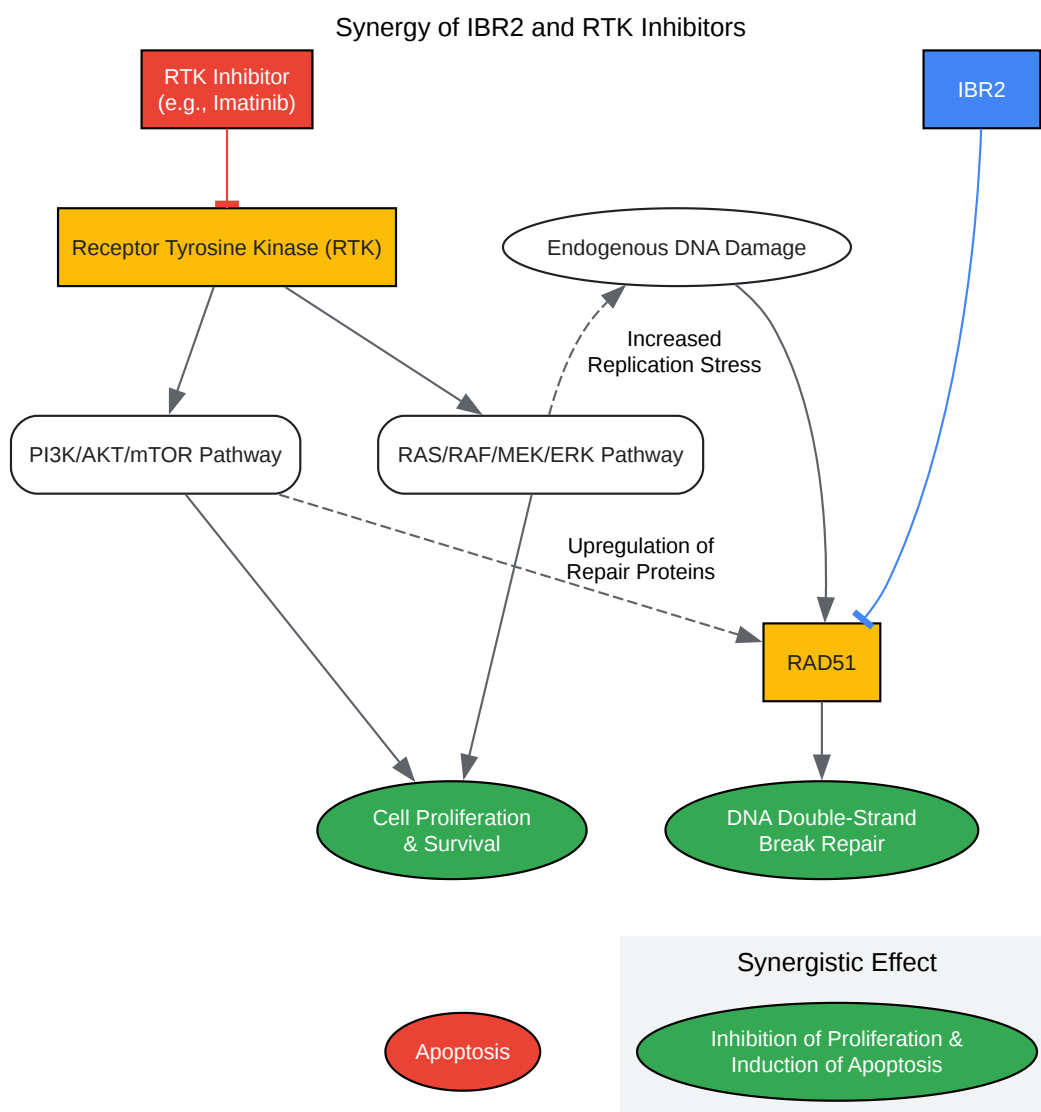 Synergy of IBR2 and RTK Inhibitors
RTK Inhibitor
(e.g., Imatinib)
IBR2
Receptor Tyrosine Kinase (RTK)
Endogenous DNA Damage
Increased
Replication Stress
PI3K/AKT/mTOR Pathway
RAS/RAF/MEK/ERK Pathway
Upregulation of
Repair Proteins
RAD51
Cell Proliferation
& Survival
DNA Double-Strand
Break Repair
Synergistic Effect
Apoptosis
Inhibition of Proliferation &
Induction of Apoptosis